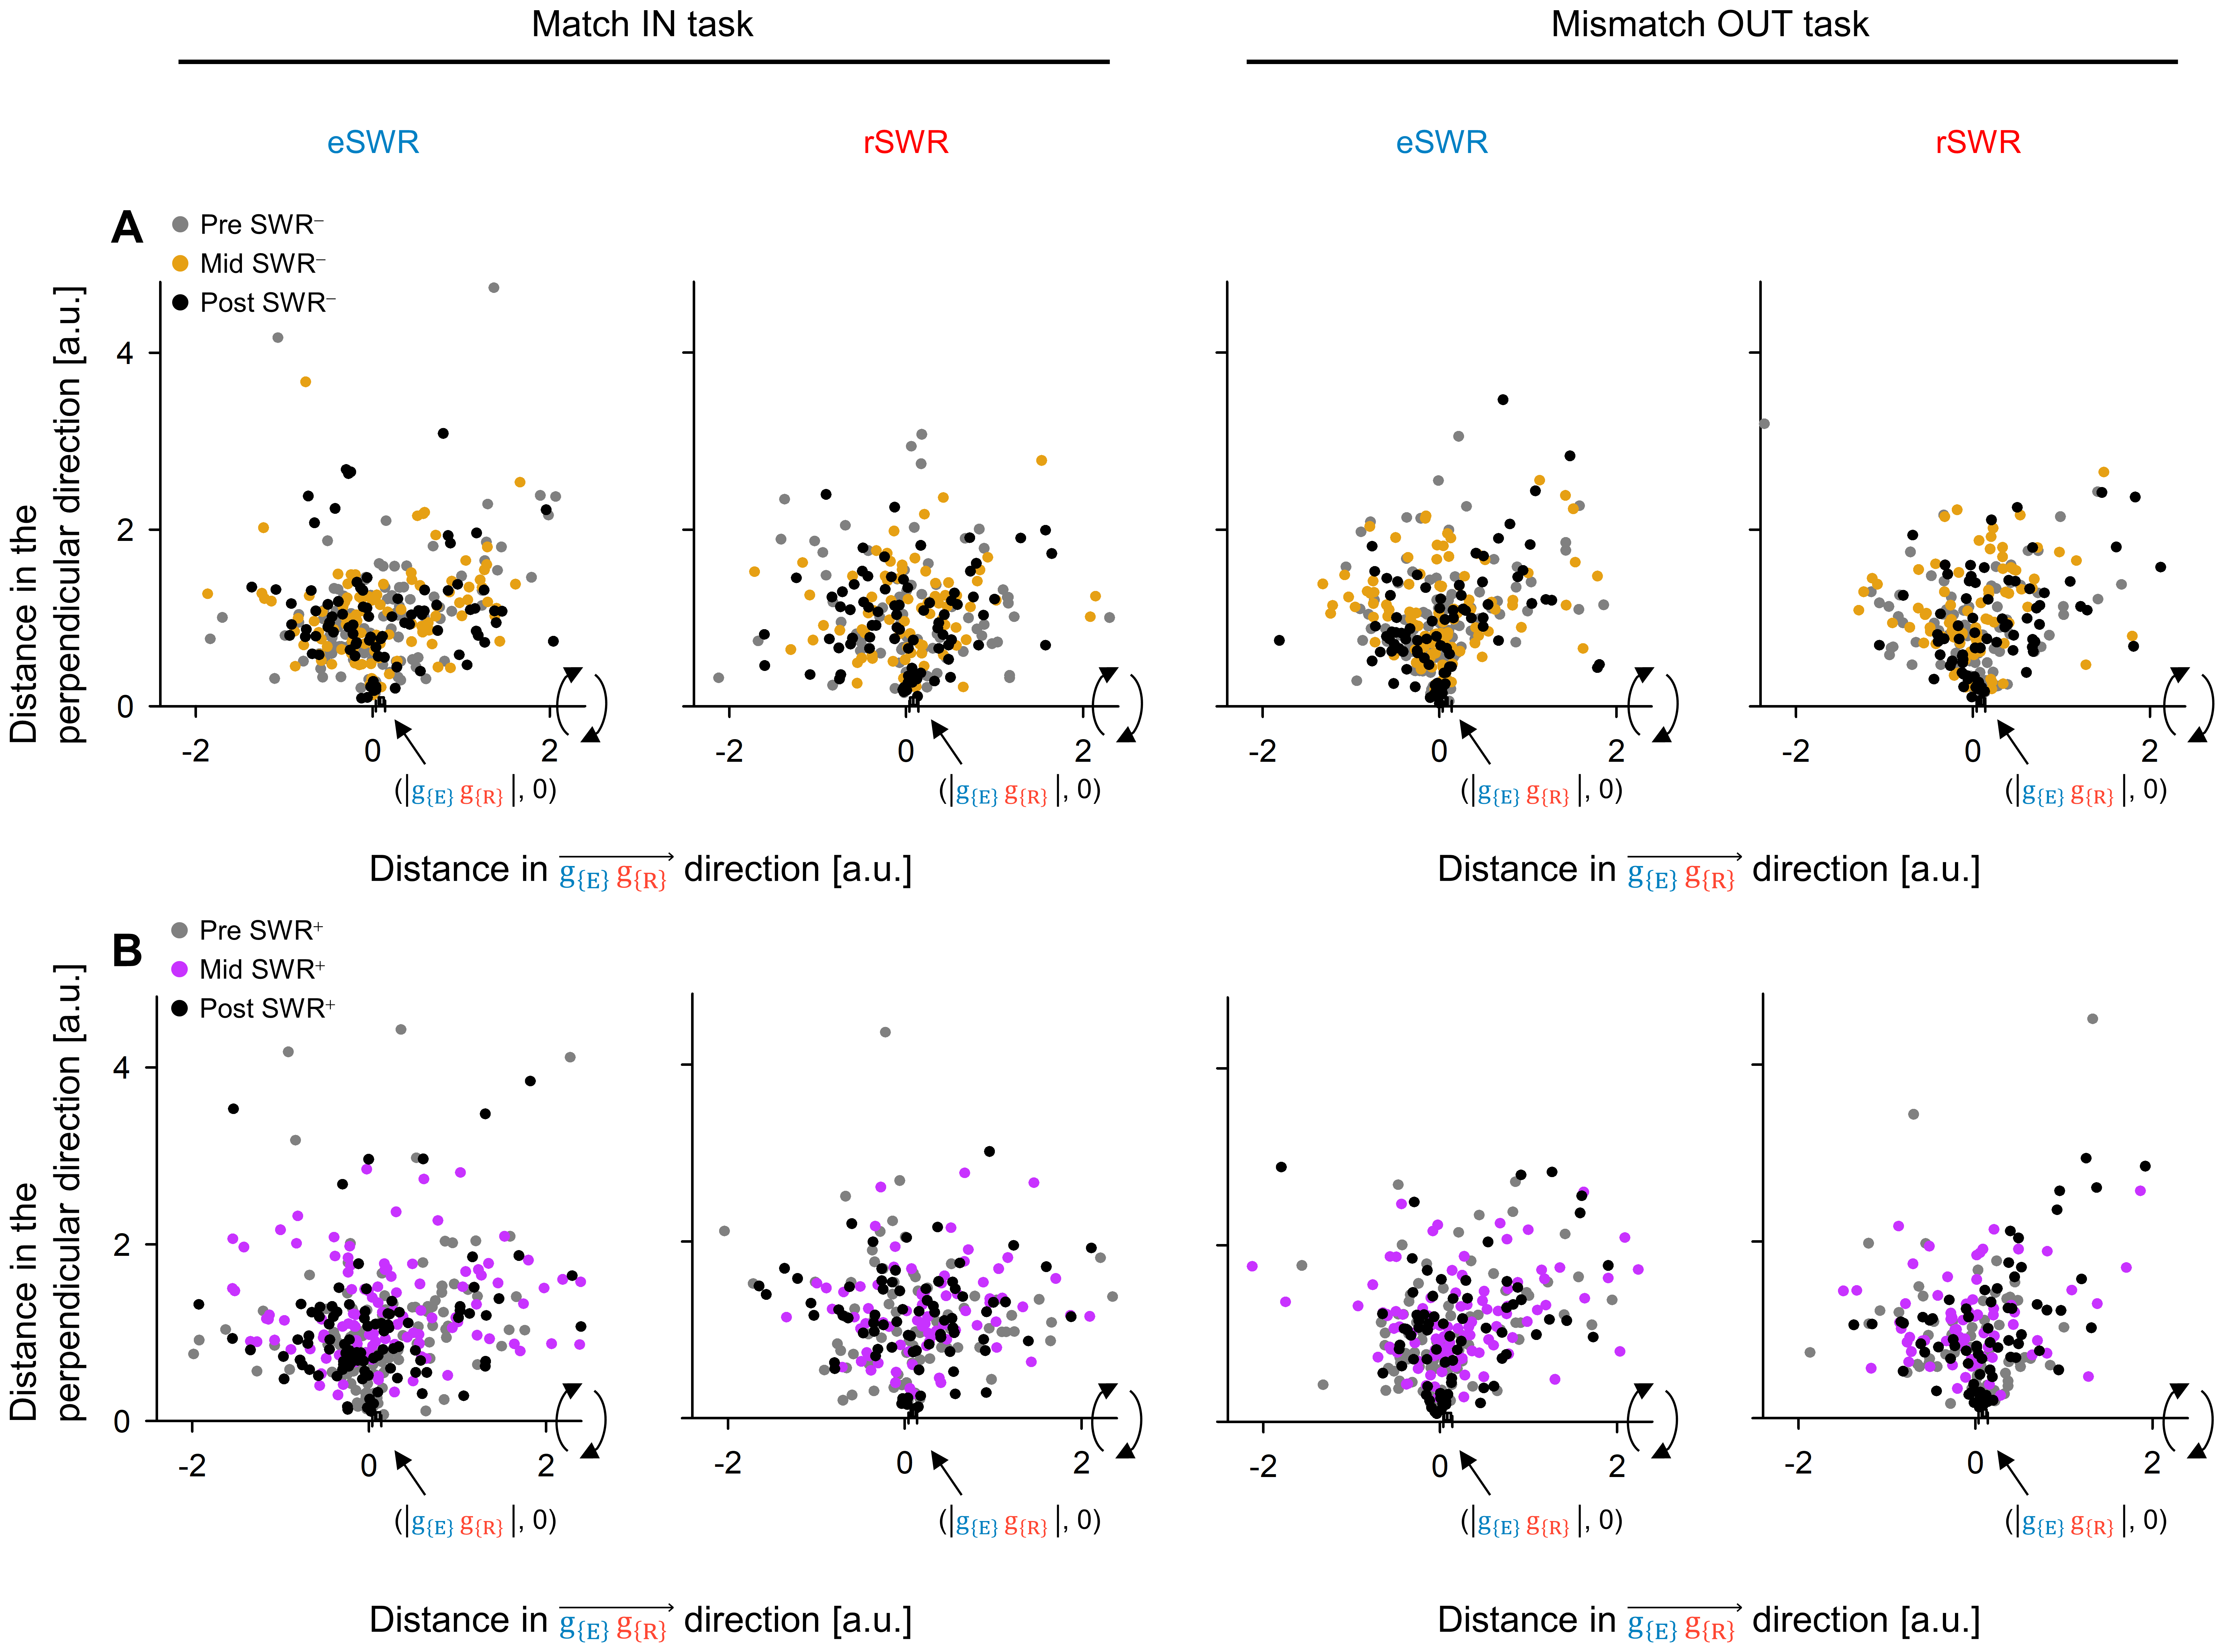 Match IN task
Mismatch OUT task
eSWR
rSWR
eSWR
rSWR
A
Pre SWR⁻
Mid SWR⁻
Post SWR⁻
Distance in the
perpendicular direction [a.u.]
4
2
0
-2 0 2
-2 0 2
-2 0 2
-2 0 2
(|g{E} g{R}|, 0)
(|g{E} g{R}|, 0)
(|g{E} g{R}|, 0)
(|g{E} g{R}|, 0)
Distance in g{E} g{R} direction [a.u.]
Distance in g{E} g{R} direction [a.u.]
B
Pre SWR⁺
Mid SWR⁺
Post SWR⁺
Distance in the
perpendicular direction [a.u.]
4
2
0
-2 0 2
-2 0 2
-2 0 2
-2 0 2
(|g{E} g{R}|, 0)
(|g{E} g{R}|, 0)
(|g{E} g{R}|, 0)
(|g{E} g{R}|, 0)
Distance in g{E} g{R} direction [a.u.]
Distance in g{E} g{R} direction [a.u.]